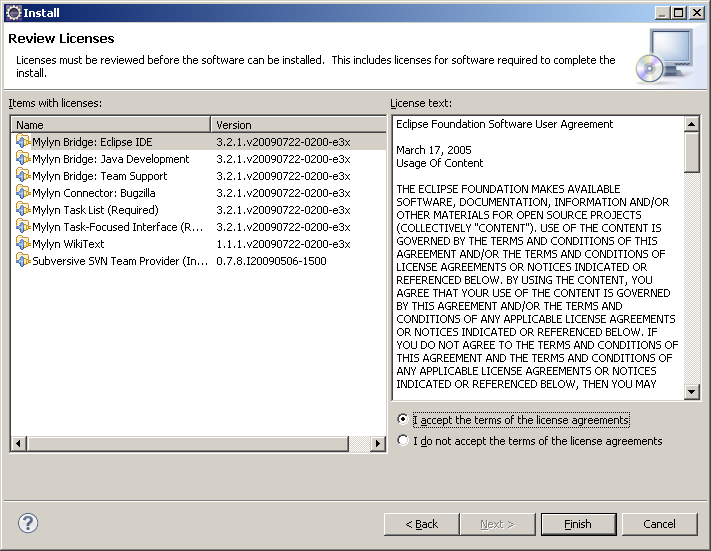 Install
Review Licenses
Licenses must be reviewed before the software can be installed. This includes licenses for software required to complete the
install.
Items with licenses:
Name Version
Mylyn Bridge: Eclipse IDE 3.2.1.v20090722-0200-e3x
Mylyn Bridge: Java Development 3.2.1.v20090722-0200-e3x
Mylyn Bridge: Team Support 3.2.1.v20090722-0200-e3x
Mylyn Connector: Bugzilla 3.2.1.v20090722-0200-e3x
Mylyn Task List (Required) 3.2.1.v20090722-0200-e3x
Mylyn Task-Focused Interface (R... 3.2.1.v20090722-0200-e3x
Mylyn WikiText 1.1.1.v20090722-0200-e3x
Subversive SVN Team Provider (In... 0.7.8.I20090506-1500
License text:
Eclipse Foundation Software User Agreement
March 17, 2005
Usage Of Content
THE ECLIPSE FOUNDATION MAKES AVAILABLE
SOFTWARE, DOCUMENTATION, INFORMATION AND/OR
OTHER MATERIALS FOR OPEN SOURCE PROJECTS
(COLLECTIVELY "CONTENT"). USE OF THE CONTENT IS
GOVERNED BY THE TERMS AND CONDITIONS OF THIS
AGREEMENT AND/OR THE TERMS AND CONDITIONS OF
LICENSE AGREEMENTS OR NOTICES INDICATED OR
REFERENCED BELOW. BY USING THE CONTENT, YOU
AGREE THAT YOUR USE OF THE CONTENT IS GOVERNED
BY THIS AGREEMENT AND/OR THE TERMS AND
CONDITIONS OF ANY APPLICABLE LICENSE AGREEMENTS
OR NOTICES INDICATED OR REFERENCED BELOW. IF
YOU DO NOT AGREE TO THE TERMS AND CONDITIONS OF
THIS AGREEMENT AND THE TERMS AND CONDITIONS OF
ANY APPLICABLE LICENSE AGREEMENTS OR NOTICES
INDICATED OR REFERENCED BELOW, THEN YOU MAY
I accept the terms of the license agreements
I do not accept the terms of the license agreements
?
< Back Next > Finish Cancel